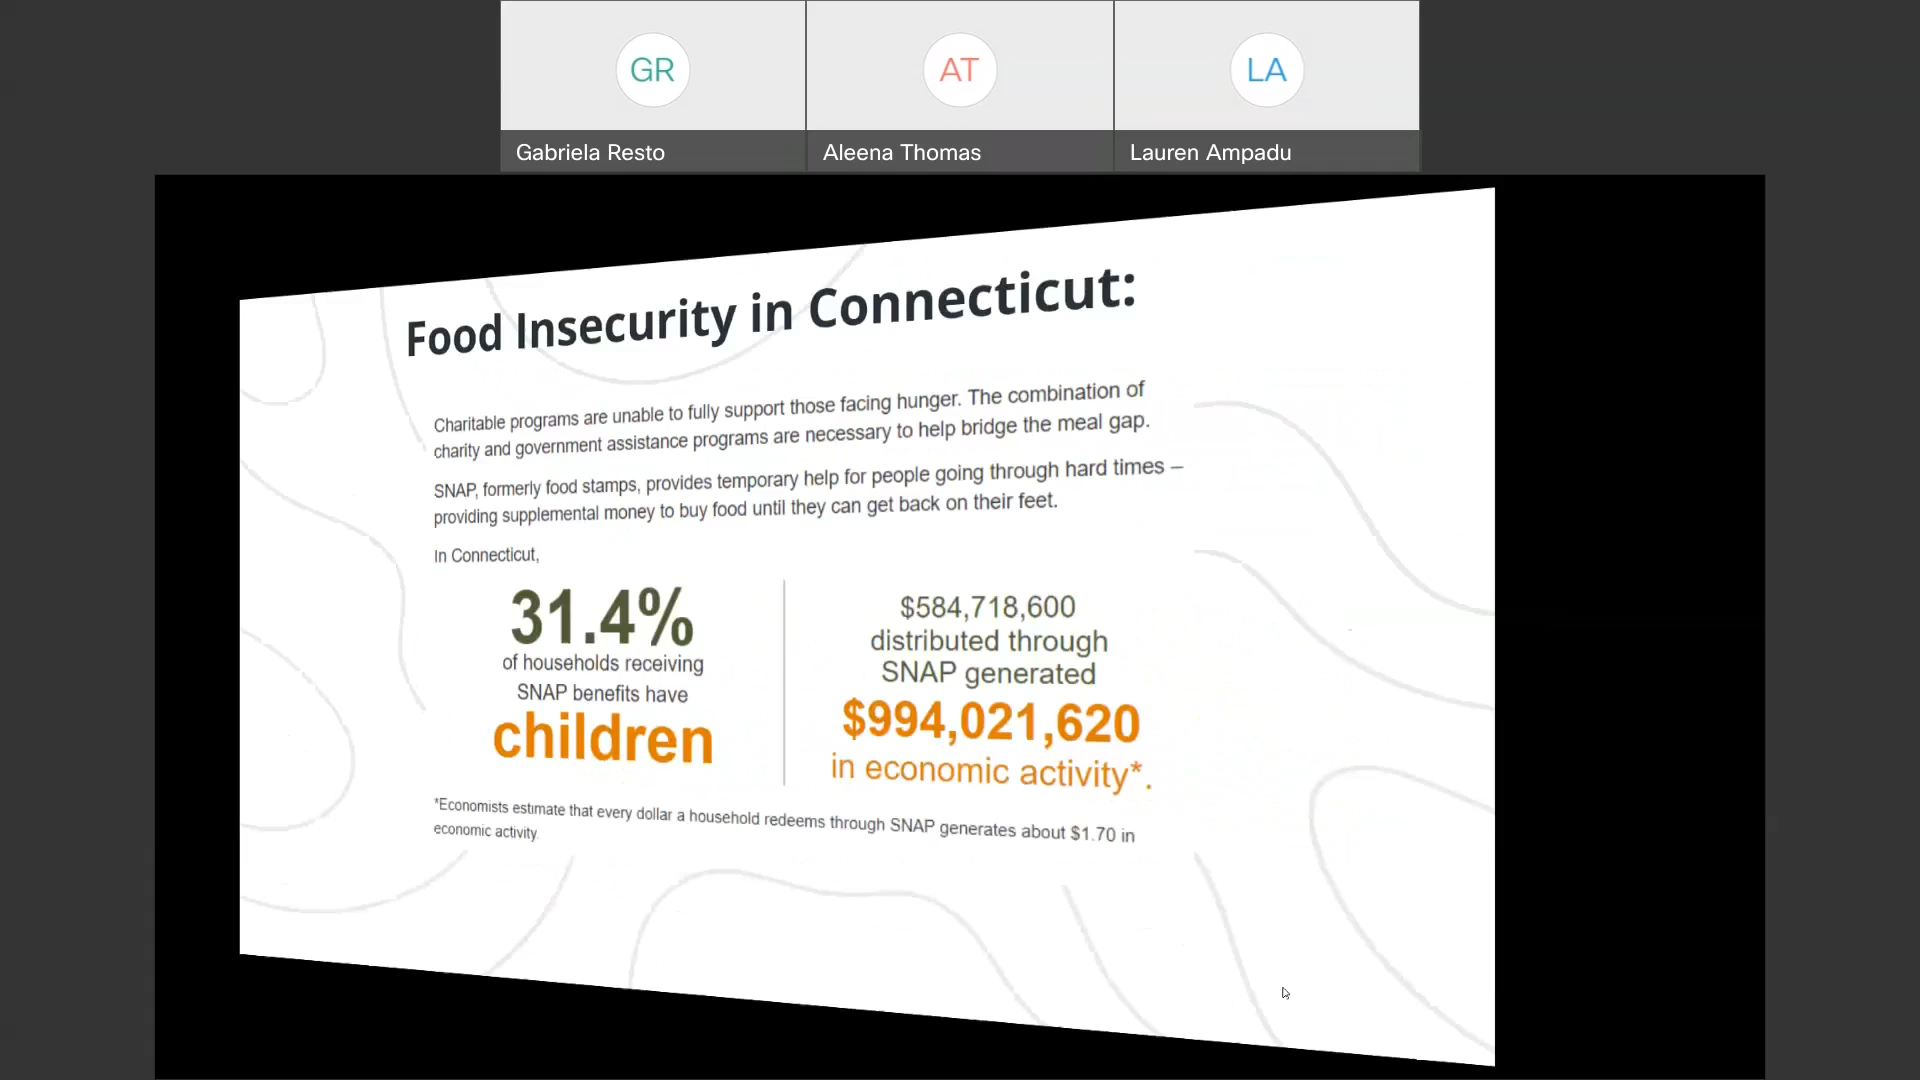 GR
AT
LA
Gabriela Resto
Aleena Thomas
Lauren Ampadu
Food Insecurity in Connecticut:
Charitable programs are unable to fully support those facing hunger. The combination of
charity and government assistance programs are necessary to help bridge the meal gap.
SNAP, formerly food stamps, provides temporary help for people going through hard times –
providing supplemental money to buy food until they can get back on their feet.
In Connecticut,
31.4%
of households receiving
SNAP benefits have
children
$584,718,600
distributed through
SNAP generated
$994,021,620
in economic activity*.
*Economists estimate that every dollar a household redeems through SNAP generates about $1.70 in
economic activity.